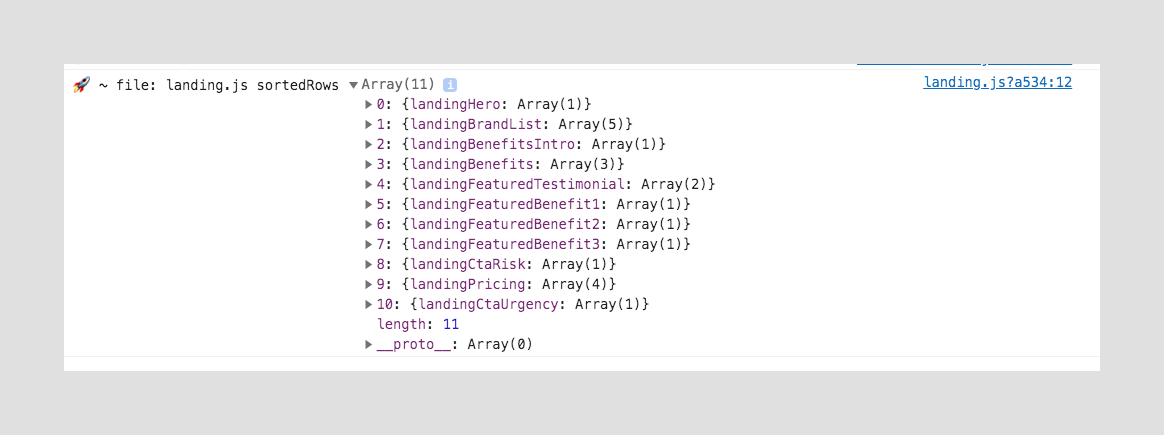 🚀 ~ file: landing.js sortedRows ▼Array(11) i landing.js?a534:12
▶0: {landingHero: Array(1)}
▶1: {landingBrandList: Array(5)}
▶2: {landingBenefitsIntro: Array(1)}
▶3: {landingBenefits: Array(3)}
▶4: {landingFeaturedTestimonial: Array(2)}
▶5: {landingFeaturedBenefit1: Array(1)}
▶6: {landingFeaturedBenefit2: Array(1)}
▶7: {landingFeaturedBenefit3: Array(1)}
▶8: {landingCtaRisk: Array(1)}
▶9: {landingPricing: Array(4)}
▶10: {landingCtaUrgency: Array(1)}
length: 11
▶__proto__: Array(0)